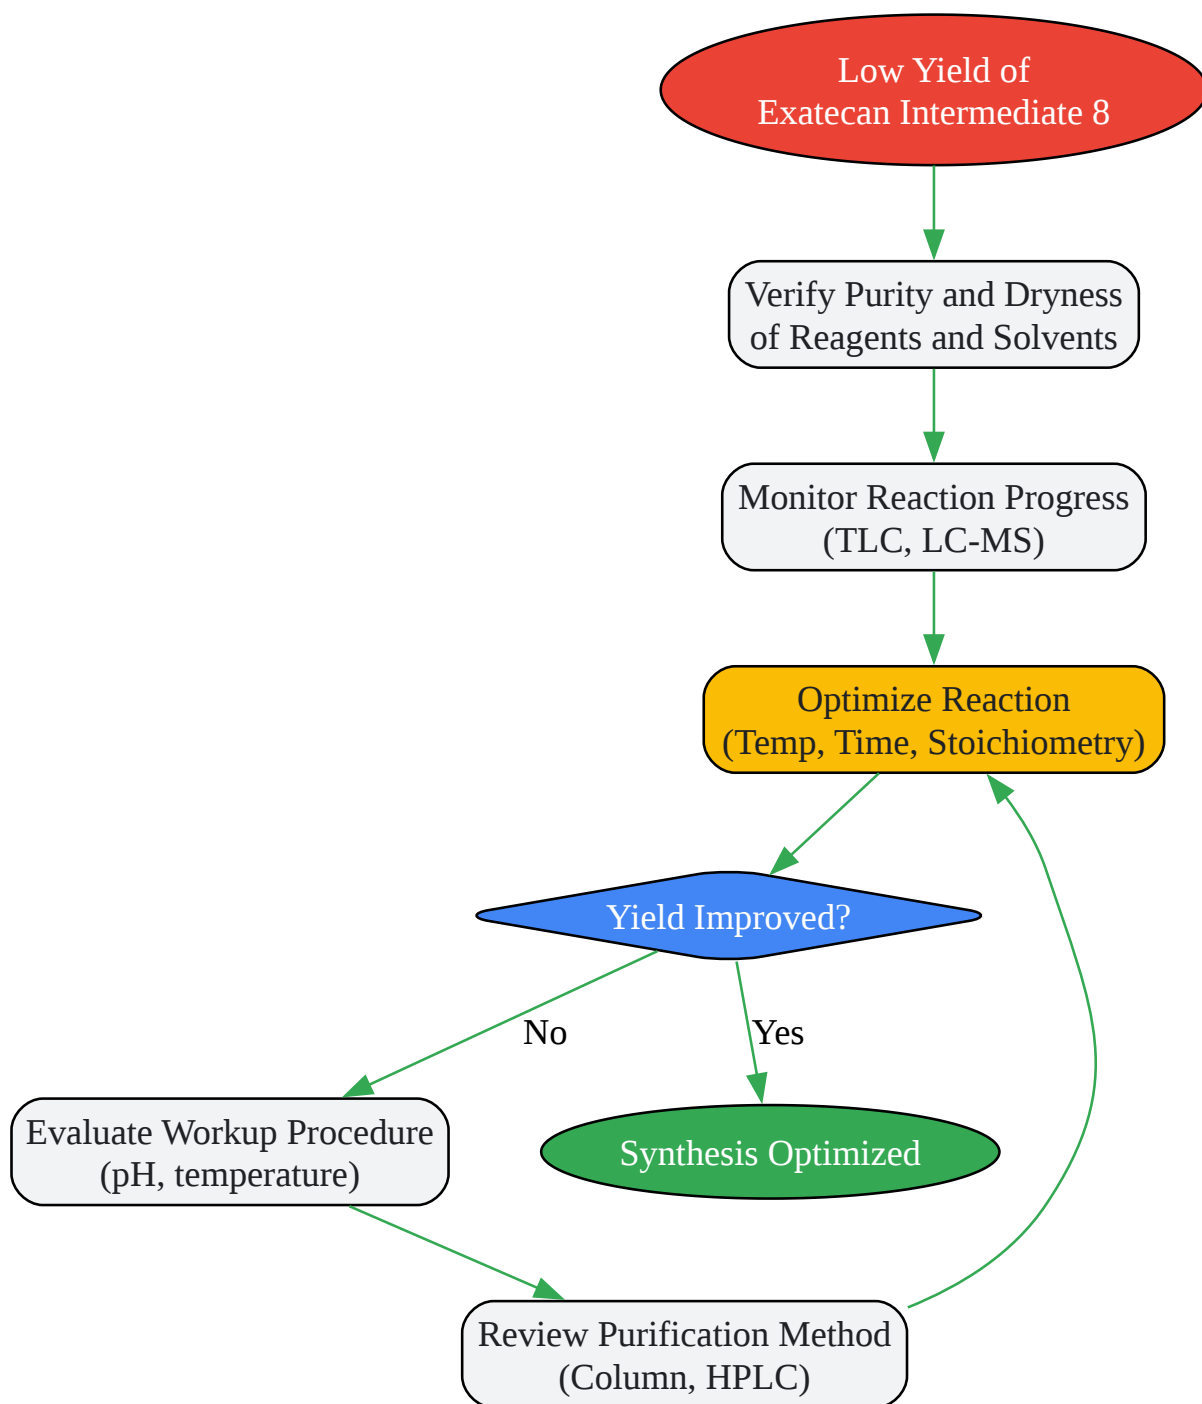 Low Yield of
Exatecan Intermediate 8
Verify Purity and Dryness
of Reagents and Solvents
Monitor Reaction Progress
(TLC, LC-MS)
Optimize Reaction
(Temp, Time, Stoichiometry)
Yield Improved?
No
Yes
Evaluate Workup Procedure
(pH, temperature)
Synthesis Optimized
Review Purification Method
(Column, HPLC)